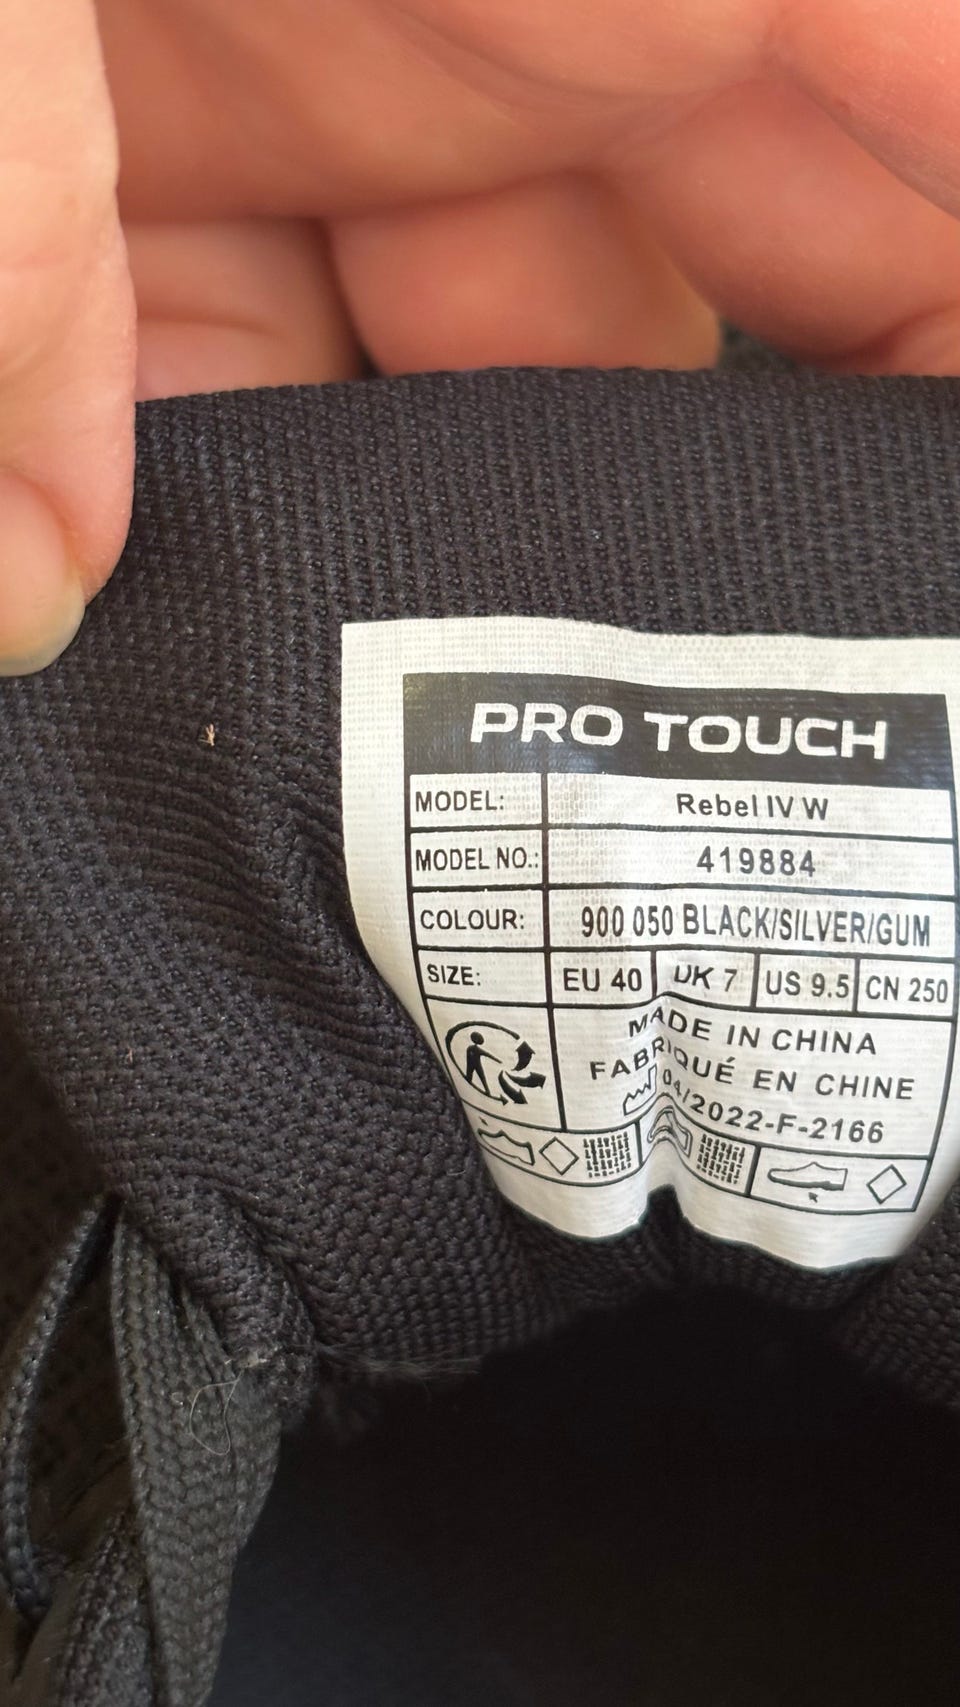 PRO TOUCH
MODEL: Rebel IV W
MODEL NO.: 419884
COLOUR: 900 050 BLACK/SILVER/GUM
SIZE: EU 40 UK 7 US 9.5 CN 250
MADE IN CHINA
FABRIQUÉ EN CHINE
04/2022-F-2166